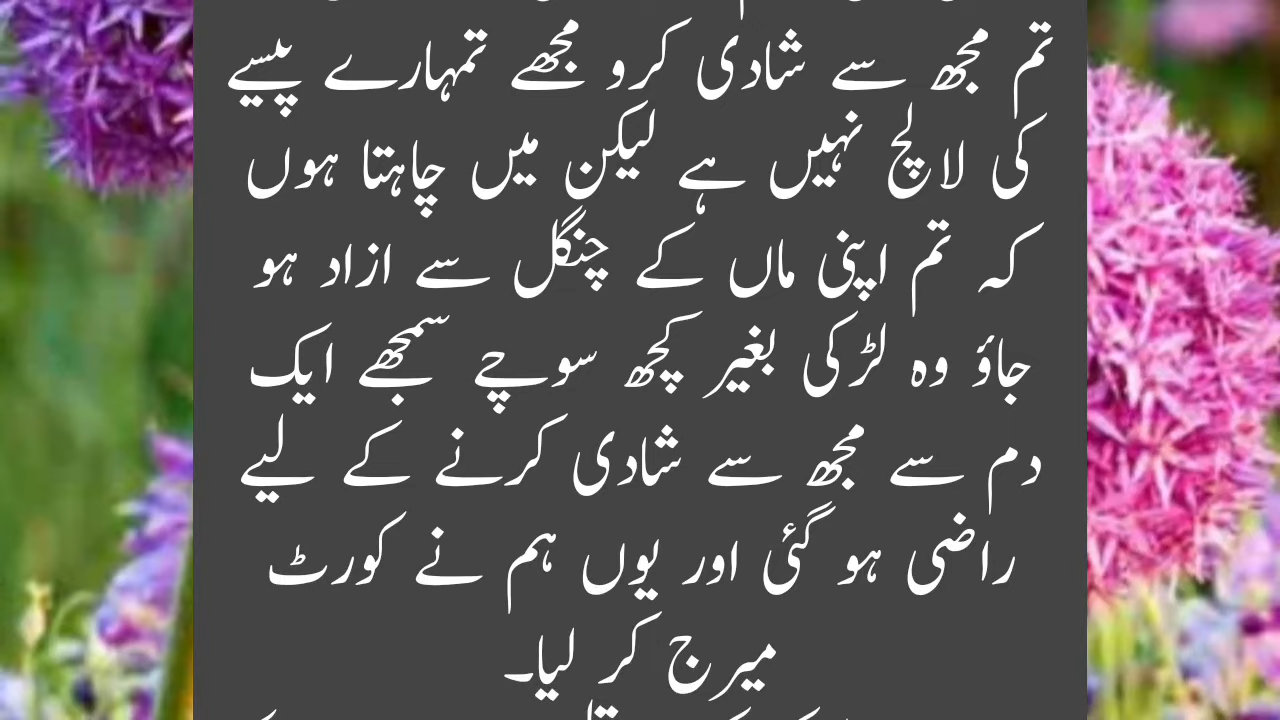 تم مجھ سے شادی کرو مجھے تمہارے پیسے
کی لالچ نہیں ہے لیکن میں چاہتا ہوں
کہ تم اپنی ماں کے چنگل سے ازاد ہو
جاؤ وہ لڑکی بغیر کچھ سوچے سمجھے ایک
دم سے مجھ سے شادی کرنے کے لیے
راضی ہو گئی اور یوں ہم نے کورٹ
میرج کر لیا۔